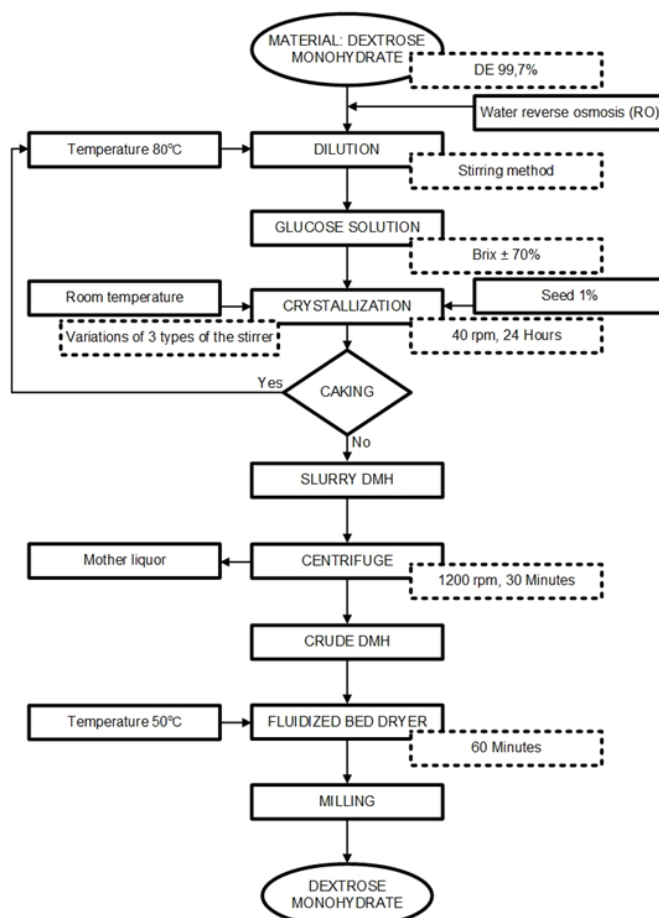 MATERIAL: DEXTROSE
MONOHYDRATE
DE 99,7%
Water reverse osmosis (RO)
Temperature 80°C
DILUTION
Stirring method
GLUCOSE SOLUTION
Brix ± 70%
Room temperature
CRYSTALLIZATION
Seed 1%
Variations of 3 types of the stirrer
40 rpm, 24 Hours
Yes
CAKING
No
SLURRY DMH
Mother liquor
CENTRIFUGE
1200 rpm, 30 Minutes
CRUDE DMH
Temperature 50°C
FLUIDIZED BED DRYER
60 Minutes
MILLING
DEXTROSE
MONOHYDRATE